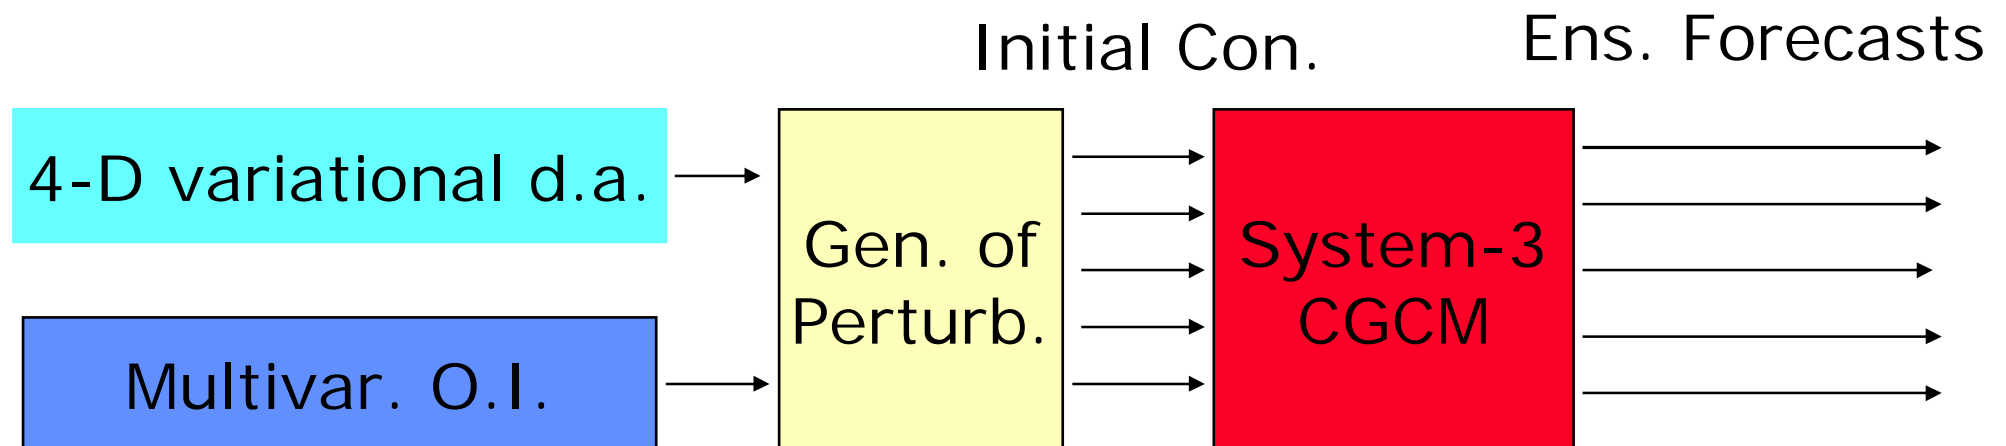 Initial Con.
Ens. Forecasts
4-D variational d.a.
Gen. of
Perturb.
System-3
CGCM
Multivar. O.I.